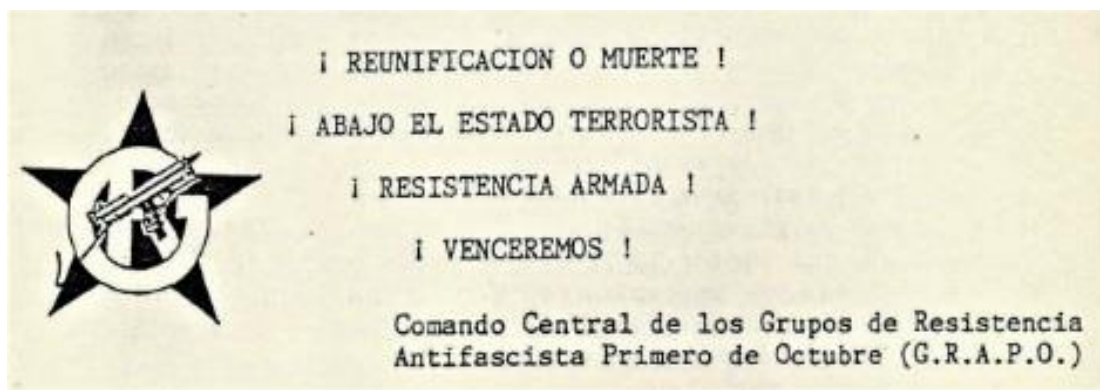 ¡ REUNIFICACION O MUERTE !
¡ ABAJO EL ESTADO TERRORISTA !
¡ RESISTENCIA ARMADA !
¡ VENCEREMOS !
Comando Central de los Grupos de Resistencia
Antifascista Primero de Octubre (G.R.A.P.O.)